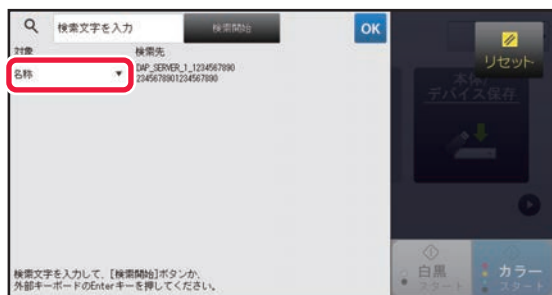 検索文字を入力
検索開始
OK
対象
検索先
名称
DAP_SERVER_1_1234567890
2345678901234567890
リセット
本体/
デバイス保存
検索文字を入力して、[検索開始]ボタンか、
外部キーボードのEnterキーを押してください。
白黒
スタート
カラー
スタート